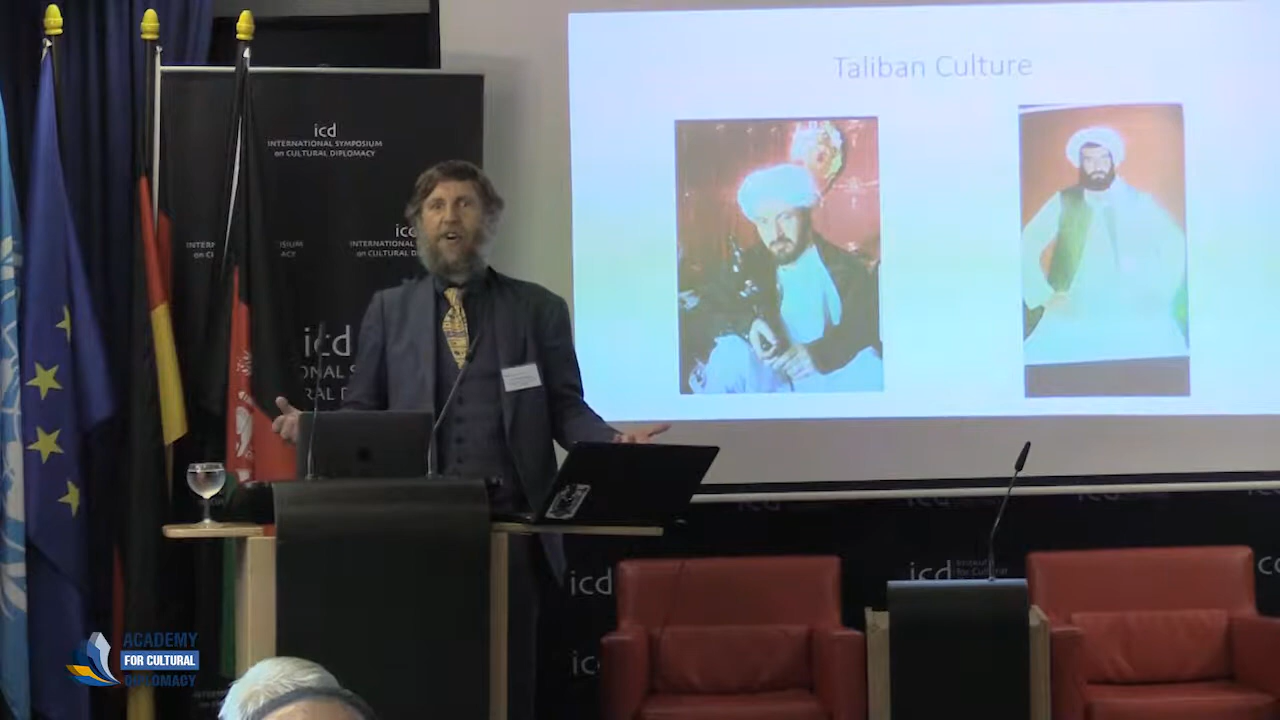 Taliban Culture
icd
INTERNATIONAL SYMPOSIUM
on CULTURAL DIPLOMACY
icd
INTERNATIONAL
on CULTURAL DIPLOMACY
icd
icd
icd
icd
ACADEMY
FOR CULTURAL
DIPLOMACY